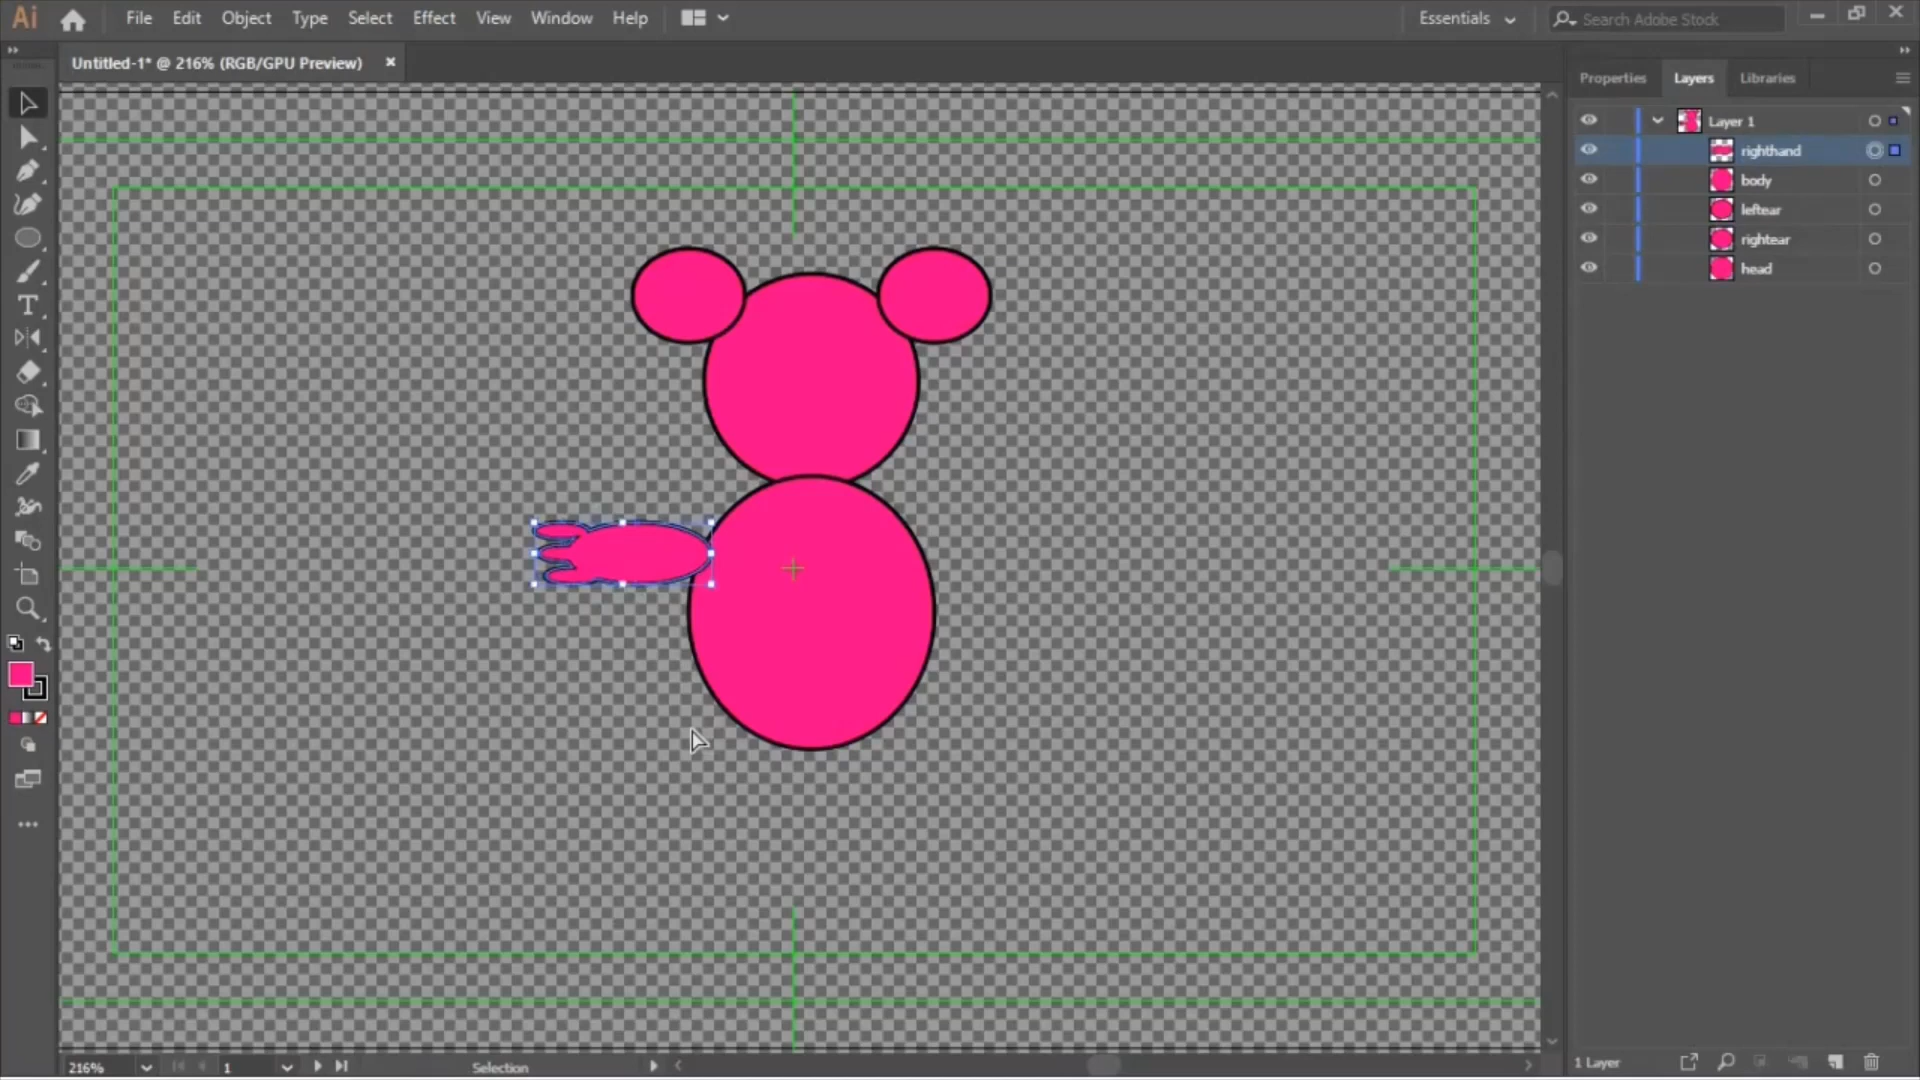 Ai File Edit Object Type Select Effect View Window Help Essentials Search Adobe Stock
Untitled-1* @ 216% (RGB/GPU Preview)
Properties Layers Libraries
Layer 1
righthand
body
leftear
rightear
head
216% 1 Selection
1 Layer